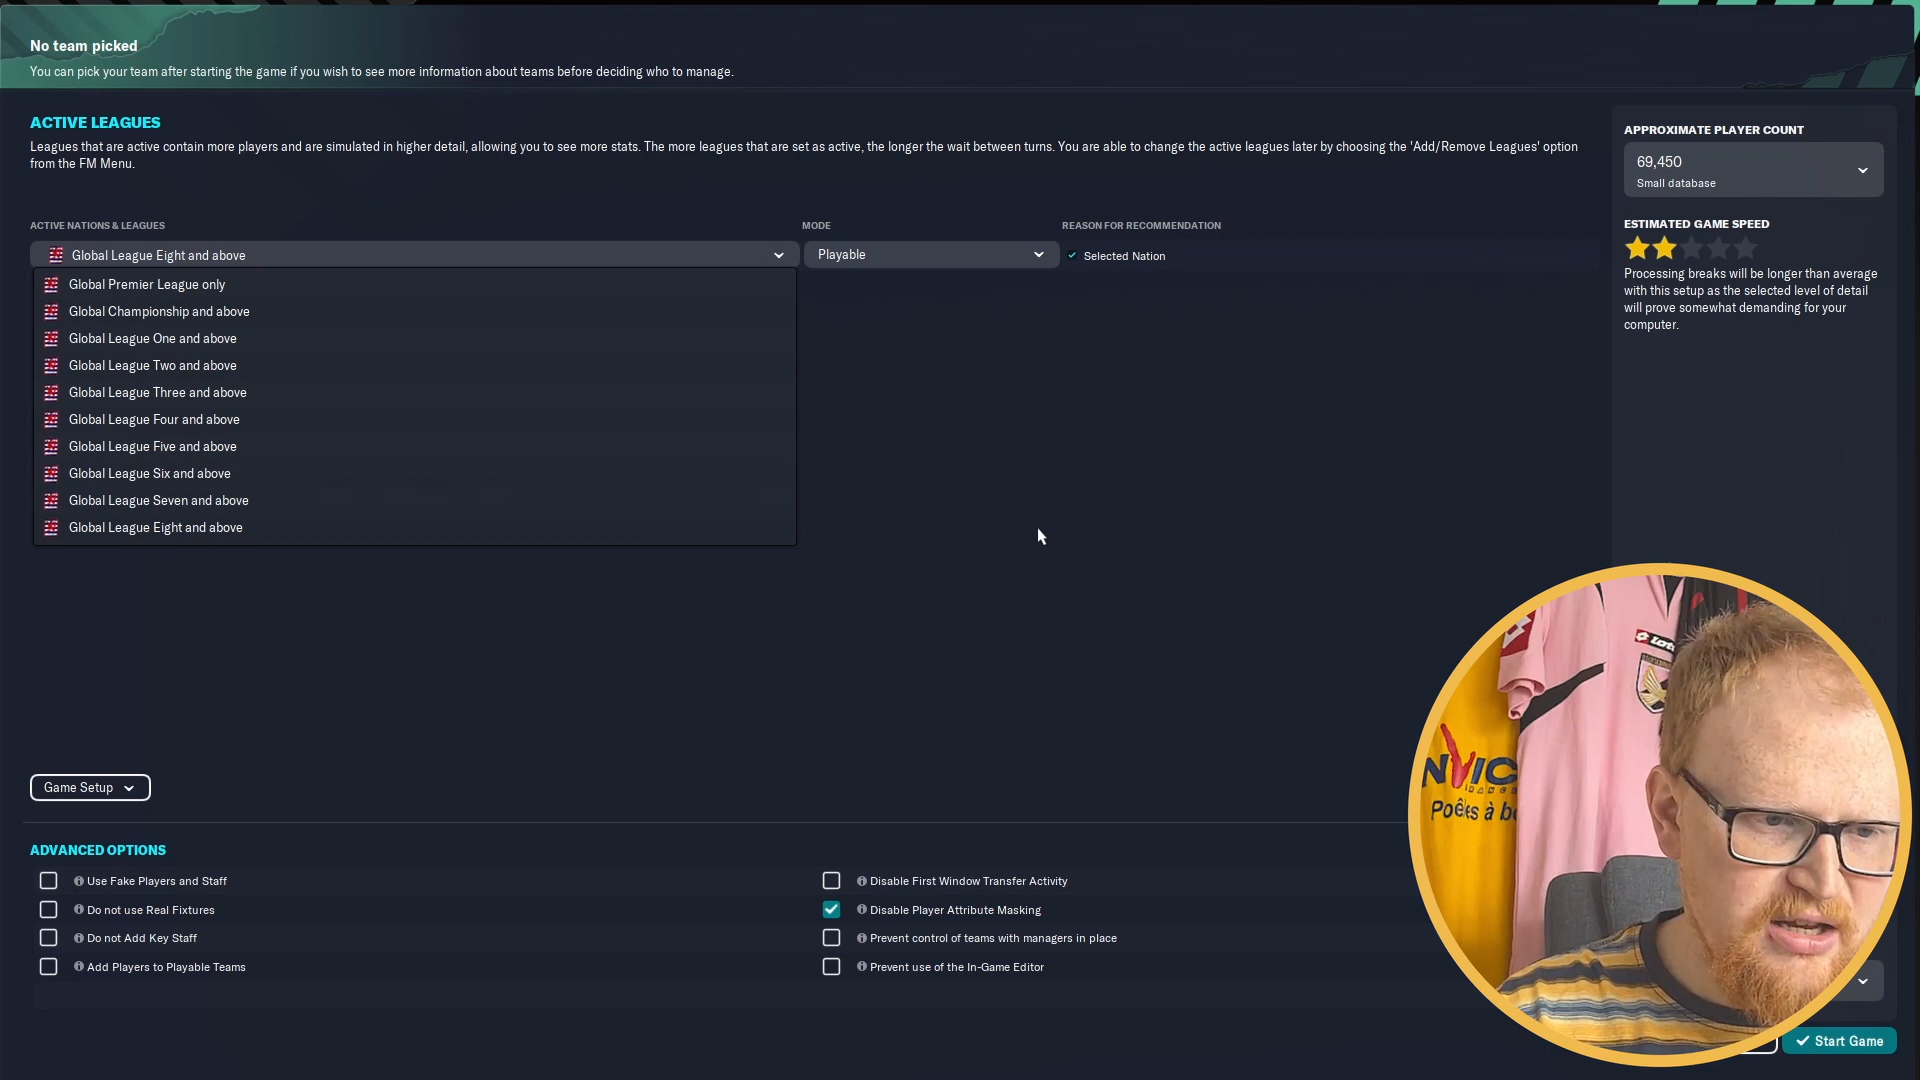 No team picked
You can pick your team after starting the game if you wish to see more information about teams before deciding who to manage.
ACTIVE LEAGUES
Leagues that are active contain more players and are simulated in higher detail, allowing you to see more stats. The more leagues that are set as active, the longer the wait between turns. You are able to change the active leagues later by choosing the 'Add/Remove Leagues' option
from the FM Menu.
ACTIVE NATIONS & LEAGUES
MODE
REASON FOR RECOMMENDATION
Global League Eight and above
Playable
Selected Nation
Global Premier League only
Global Championship and above
Global League One and above
Global League Two and above
Global League Three and above
Global League Four and above
Global League Five and above
Global League Six and above
Global League Seven and above
Global League Eight and above
APPROXIMATE PLAYER COUNT
69,450
Small database
ESTIMATED GAME SPEED
Processing breaks will be longer than average
with this setup as the selected level of detail
will prove somewhat demanding for your
computer.
Game Setup
ADVANCED OPTIONS
Use Fake Players and Staff
Do not use Real Fixtures
Do not Add Key Staff
Add Players to Playable Teams
Disable First Window Transfer Activity
Disable Player Attribute Masking
Prevent control of teams with managers in place
Prevent use of the In-Game Editor
Poêles à
Start Game